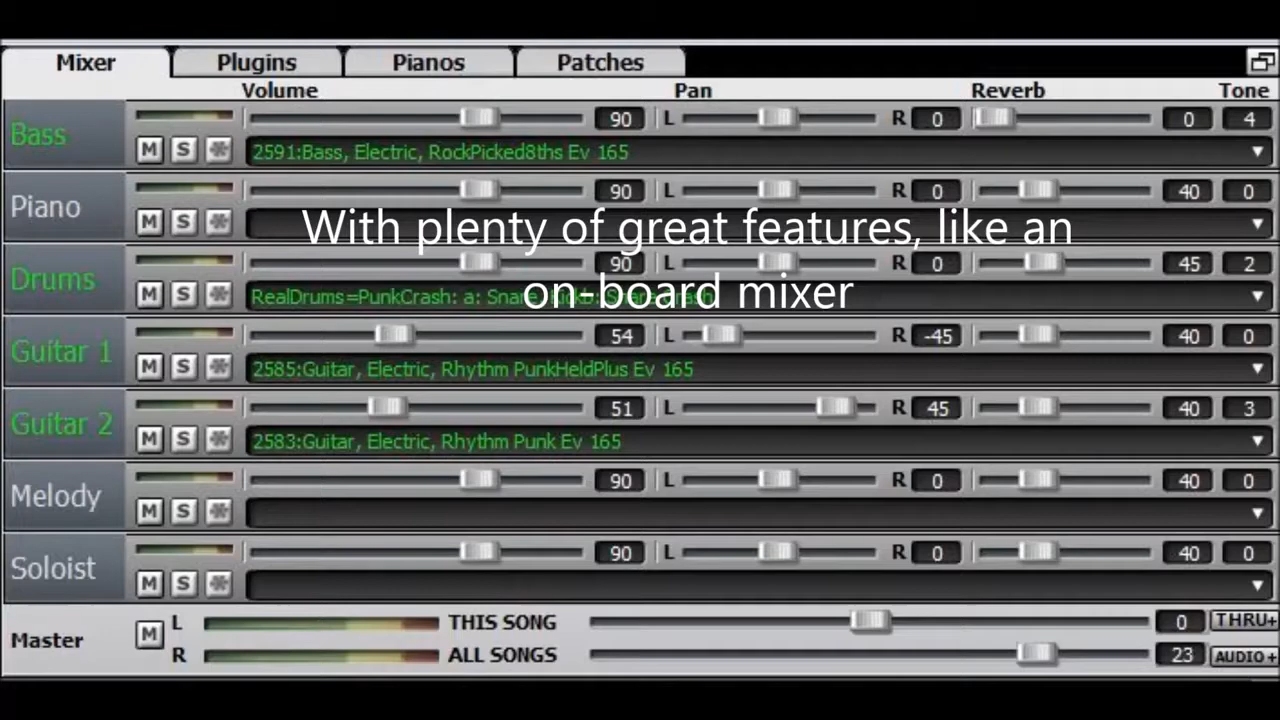 Mixer Plugins Pianos Patches
Volume Pan Reverb Tone
Bass 90 L R 0 0 4
M S
2591:Bass, Electric, RockPicked8ths Ev 165
Piano 90 L R 0 40 0
M S
With plenty of great features, like an
on-board mixer
Drums 90 L R 0 45 2
M S
RealDrums=PunkCrash: a: Snare,
Guitar 1 54 L R -45 40 0
M S
2585:Guitar, Electric, Rhythm PunkHeldPlus Ev 165
Guitar 2 51 L R 45 40 3
M S
2583:Guitar, Electric, Rhythm Punk Ev 165
Melody 90 L R 0 40 0
M S
Soloist 90 L R 0 40 0
M S
Master M
L THIS SONG 0 THRU+
R ALL SONGS 23 AUDIO+